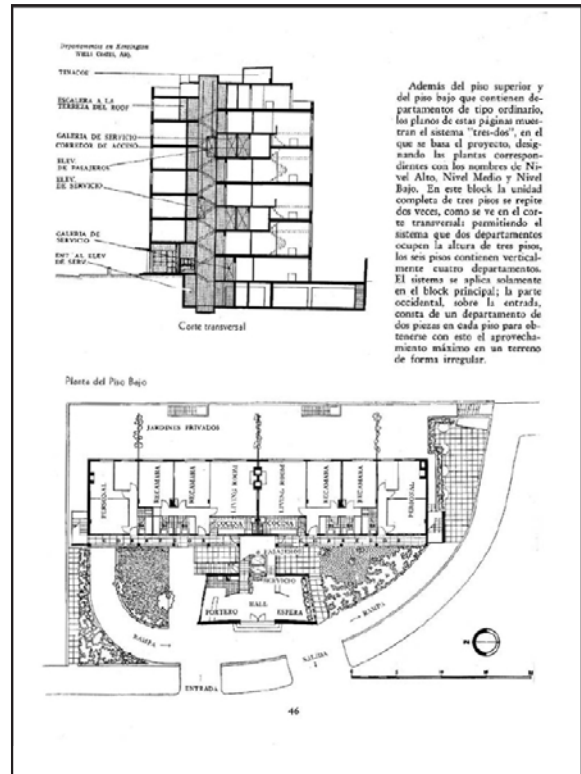 Departamentos en Kensington
Wells Coates, Arq.
TINACOS
ESCALERA A LA
TERREZA DEL ROOF
GALERIA DE SERVICIO
CORREDOR DE ACCESO
ELEV.
DE PASAJEROS
ELEV.
DE SERVICIO
GALERIA DE
SERVICIO
ENT. AL ELEV
DE SERV.
Corte transversal
Además del piso superior y
del piso bajo que contienen de-
partamentos de tipo ordinario,
los planos de estas páginas mues-
tran el sistema "tres-dos", en el
que se basa el proyecto, desig-
nando las plantas correspon-
dientes con los nombres de Ni-
vel Alto, Nivel Medio y Nivel
Bajo. En este block la unidad
completa de tres pisos se repite
dos veces, como se ve en el cor-
te transversal: permitiendo el
sistema que dos departamentos
ocupen la altura de tres pisos,
los seis pisos contienen vertical-
mente cuatro departamentos.
El sistema se aplica solamente
en el block principal; la parte
occidental, sobre la entrada,
consta de un departamento de
dos piezas en cada piso para ob-
tenerse con esto el aprovecha-
miento máximo en un terreno
de forma irregular.
Planta del Piso Bajo
JARDINES PRIVADOS
PERSONAL
RECAMARA
RECAMARA
LIVING ROOM
LIVING ROOM
RECAMARA
RECAMARA
PERSONAL
COCINA
COCINA
PASAJEROS
SERVICIO
HALL
PORTERO
ESPERA
RAMPA
RAMPA
SALIDA
ENTRADA
46